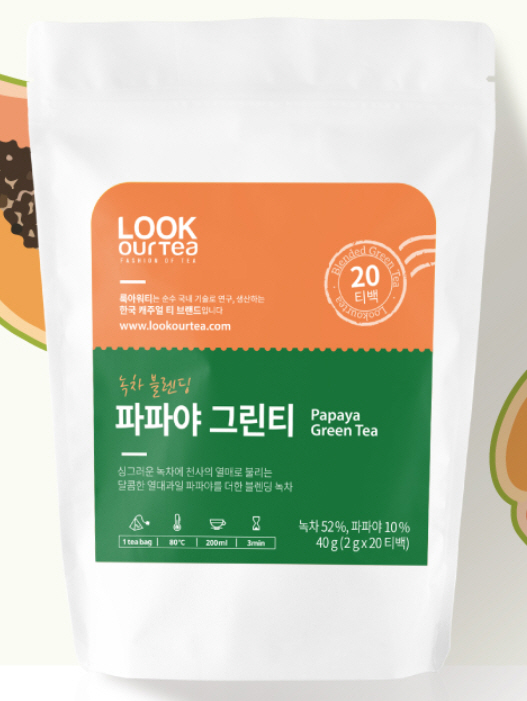 LOOK
OUR TEA
FASHION OF TEA
룩아워티는 순수 국내 기술로 연구, 생산하는
한국 캐주얼 티 브랜드입니다
www.lookourtea.com
Blended Green Tea
20
티백
Lookourtea
녹차 블렌딩
파파야 그린티
Papaya
Green Tea
싱그러운 녹차에 천사의 열매로 불리는
달콤한 열대과일 파파야를 더한 블렌딩 녹차
1 tea bag | 80℃ | 200ml | 3min
녹차 52%, 파파야 10%
40 g (2 g x 20 티백)